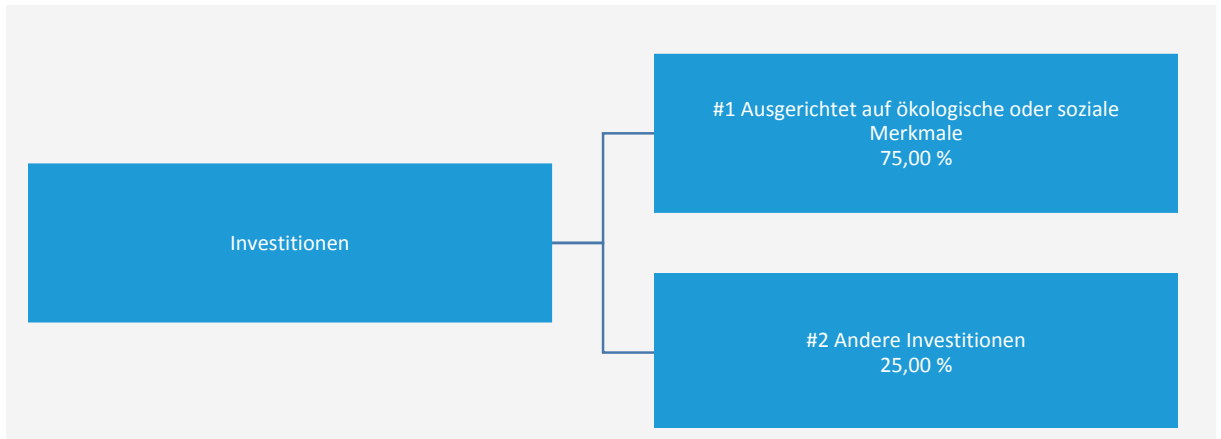 #1 Ausgerichtet auf ökologische oder soziale
Merkmale
75,00 %
Investitionen
#2 Andere Investitionen
25,00 %